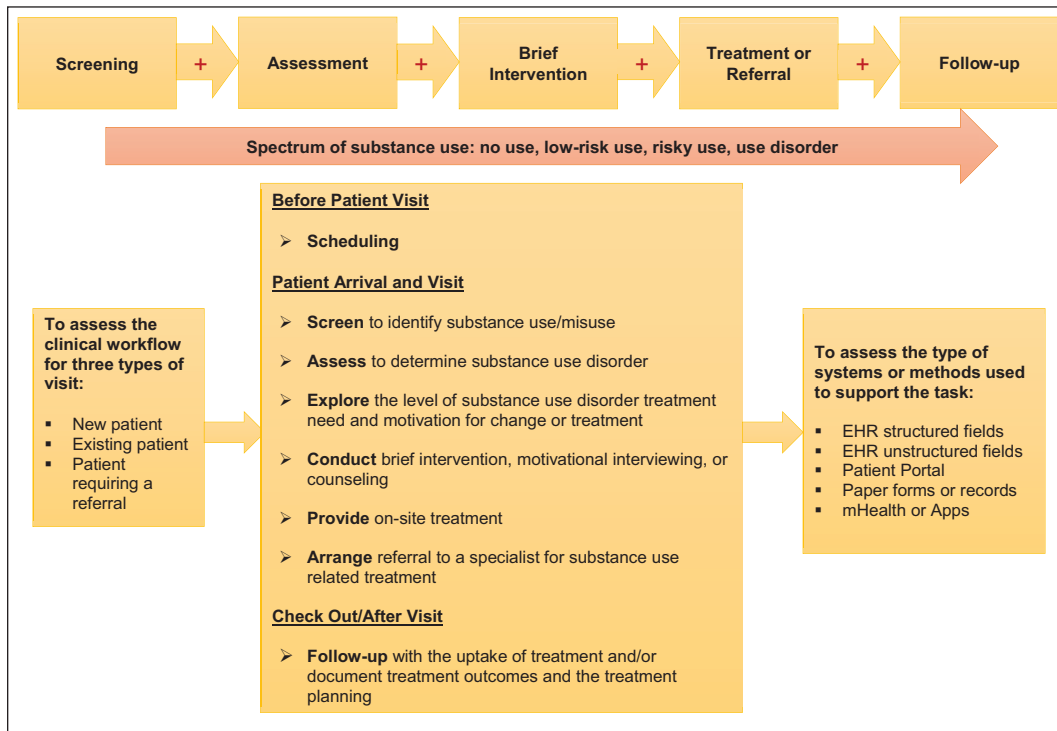 Screening
+
Assessment
+
Brief
Intervention
+
Treatment or
Referral
+
Follow-up
Spectrum of substance use: no use, low-risk use, risky use, use disorder
To assess the
clinical workflow
for three types of
visit:
▪ New patient
▪ Existing patient
▪ Patient
requiring a
referral
Before Patient Visit
➢ Scheduling
Patient Arrival and Visit
➢ Screen to identify substance use/misuse
➢ Assess to determine substance use disorder
➢ Explore the level of substance use disorder treatment
need and motivation for change or treatment
➢ Conduct brief intervention, motivational interviewing, or
counseling
➢ Provide on-site treatment
➢ Arrange referral to a specialist for substance use
related treatment
Check Out/After Visit
➢ Follow-up with the uptake of treatment and/or
document treatment outcomes and the treatment
planning
To assess the type of
systems or methods used
to support the task:
▪ EHR structured fields
▪ EHR unstructured fields
▪ Patient Portal
▪ Paper forms or records
▪ mHealth or Apps